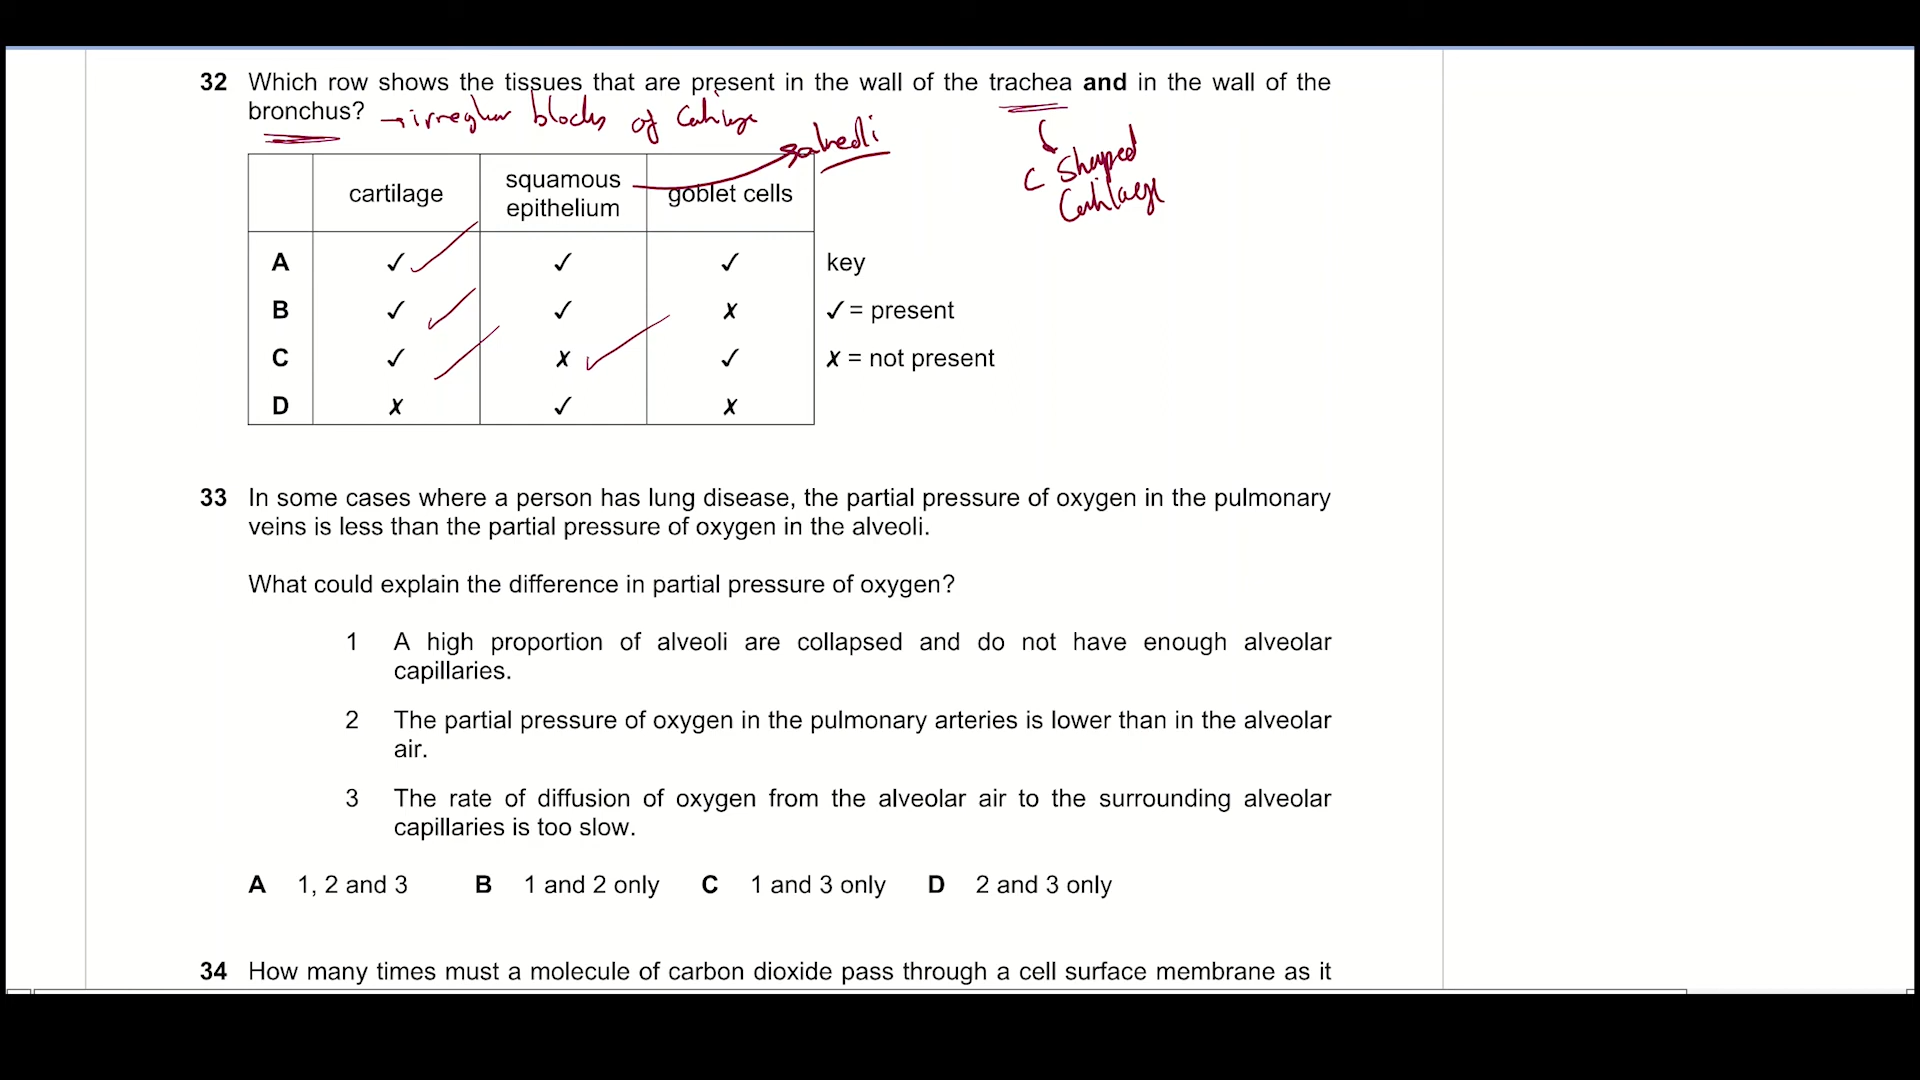 32 Which row shows the tissues that are present in the wall of the trachea and in the wall of the
bronchus? → irregular blocks of Cartilage
alveoli
C Shaped
Cartilage
cartilage squamous epithelium goblet cells
A ✓ ✓ ✓ key
B ✓ ✓ ✗ ✓ = present
C ✓ ✗ ✓ ✗ = not present
D ✗ ✓ ✗
33 In some cases where a person has lung disease, the partial pressure of oxygen in the pulmonary
veins is less than the partial pressure of oxygen in the alveoli.
What could explain the difference in partial pressure of oxygen?
1 A high proportion of alveoli are collapsed and do not have enough alveolar
capillaries.
2 The partial pressure of oxygen in the pulmonary arteries is lower than in the alveolar
air.
3 The rate of diffusion of oxygen from the alveolar air to the surrounding alveolar
capillaries is too slow.
A 1, 2 and 3 B 1 and 2 only C 1 and 3 only D 2 and 3 only
34 How many times must a molecule of carbon dioxide pass through a cell surface membrane as it